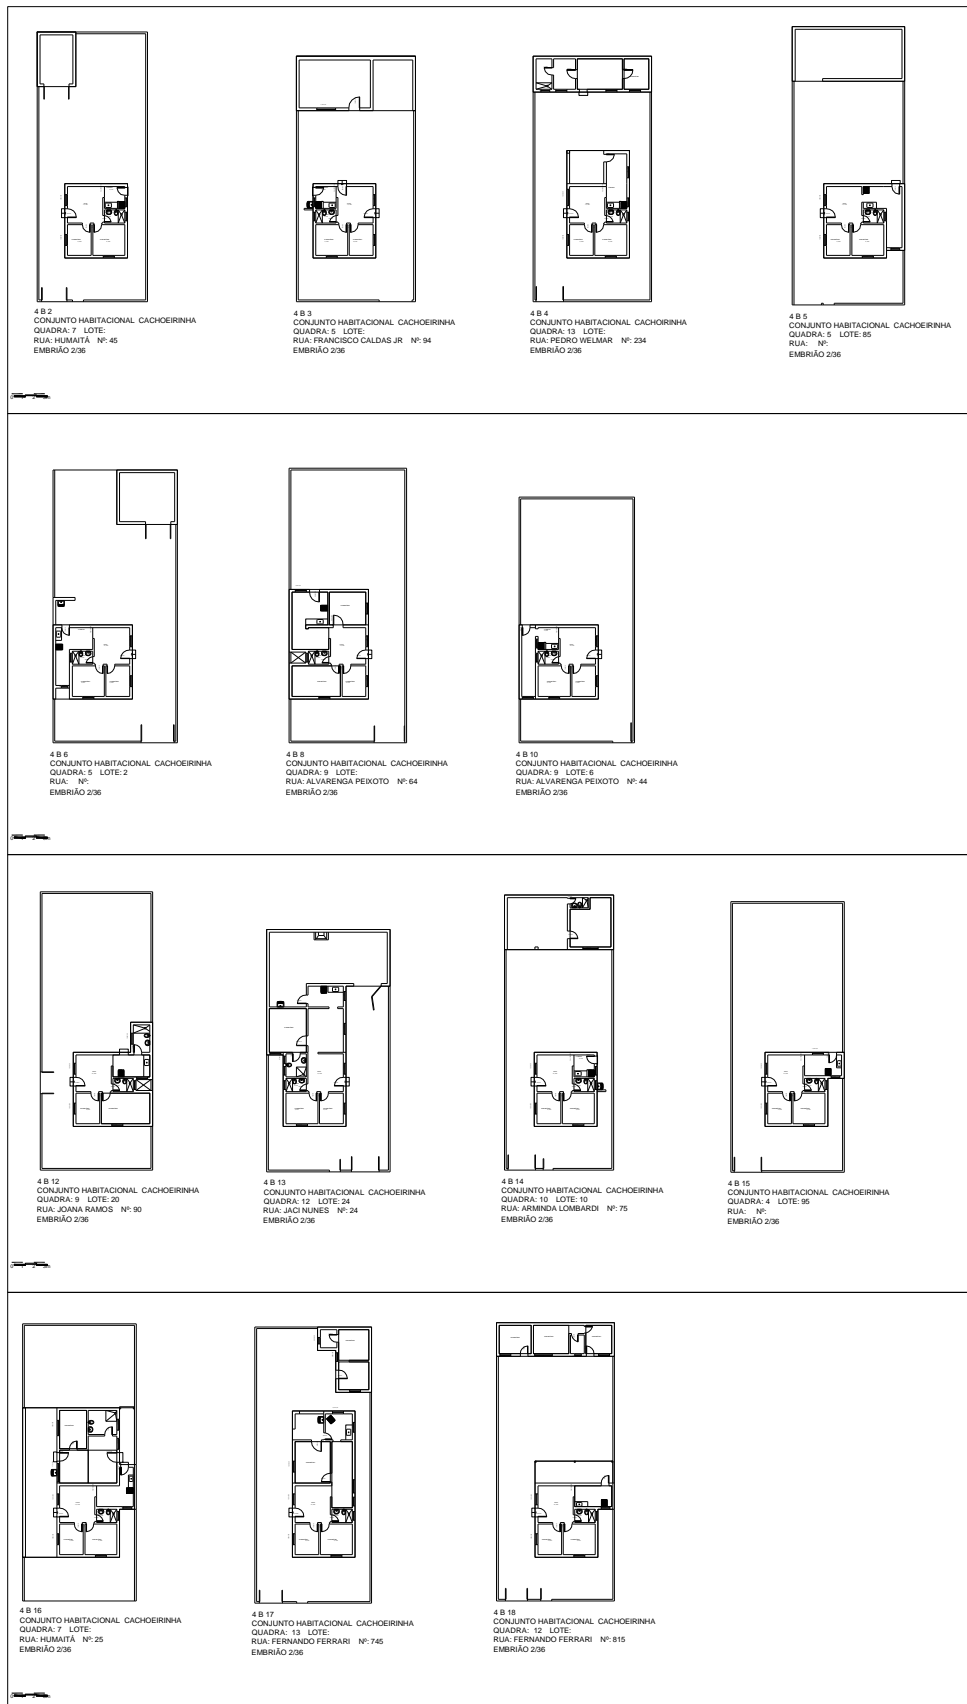 4 B 2
CONJUNTO HABITACIONAL CACHOEIRINHA
QUADRA: 7 LOTE:
RUA: HUMAITÁ Nº: 45
EMBRIÃO 2/36
4 B 3
CONJUNTO HABITACIONAL CACHOEIRINHA
QUADRA: 5 LOTE:
RUA: FRANCISCO CALDAS JR Nº: 94
EMBRIÃO 2/36
4 B 4
CONJUNTO HABITACIONAL CACHOEIRINHA
QUADRA: 13 LOTE:
RUA: PEDRO WELMAR Nº: 234
EMBRIÃO 2/36
4 B 5
CONJUNTO HABITACIONAL CACHOEIRINHA
QUADRA: 5 LOTE: 85
RUA: Nº:
EMBRIÃO 2/36
4 B 6
CONJUNTO HABITACIONAL CACHOEIRINHA
QUADRA: 5 LOTE: 2
RUA: Nº:
EMBRIÃO 2/36
4 B 8
CONJUNTO HABITACIONAL CACHOEIRINHA
QUADRA: 9 LOTE:
RUA: ALVARENGA PEIXOTO Nº: 64
EMBRIÃO 2/36
4 B 10
CONJUNTO HABITACIONAL CACHOEIRINHA
QUADRA: 9 LOTE: 6
RUA: ALVARENGA PEIXOTO Nº: 44
EMBRIÃO 2/36
4 B 12
CONJUNTO HABITACIONAL CACHOEIRINHA
QUADRA: 9 LOTE: 20
RUA: JOANA RAMOS Nº: 90
EMBRIÃO 2/36
4 B 13
CONJUNTO HABITACIONAL CACHOEIRINHA
QUADRA: 12 LOTE: 24
RUA: JACI NUNES Nº: 24
EMBRIÃO 2/36
4 B 14
CONJUNTO HABITACIONAL CACHOEIRINHA
QUADRA: 10 LOTE: 10
RUA: ARMINDA LOMBARDI Nº: 75
EMBRIÃO 2/36
4 B 15
CONJUNTO HABITACIONAL CACHOEIRINHA
QUADRA: 4 LOTE: 95
RUA: Nº:
EMBRIÃO 2/36
4 B 16
CONJUNTO HABITACIONAL CACHOEIRINHA
QUADRA: 7 LOTE:
RUA: HUMAITÁ Nº: 25
EMBRIÃO 2/36
4 B 17
CONJUNTO HABITACIONAL CACHOEIRINHA
QUADRA: 13 LOTE:
RUA: FERNANDO FERRARI Nº: 745
EMBRIÃO 2/36
4 B 18
CONJUNTO HABITACIONAL CACHOEIRINHA
QUADRA: 12 LOTE:
RUA: FERNANDO FERRARI Nº: 815
EMBRIÃO 2/36